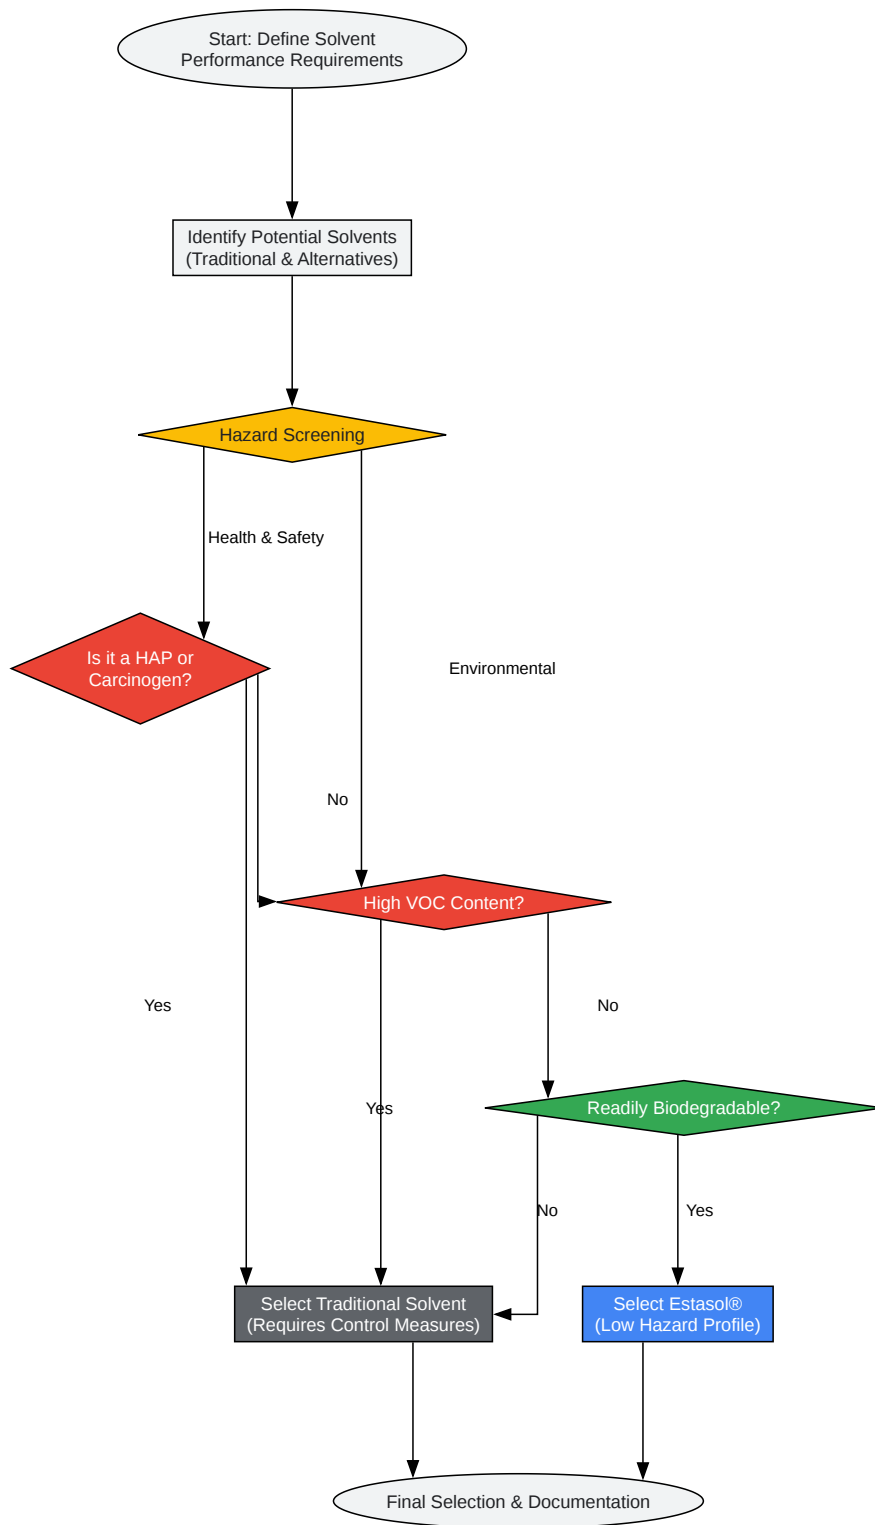 Start: Define Solvent
Performance Requirements
Identify Potential Solvents
(Traditional & Alternatives)
Hazard Screening
Health & Safety
Is it a HAP or
Carcinogen?
Environmental
No
High VOC Content?
Yes
No
Yes
Readily Biodegradable?
No
Yes
Select Traditional Solvent
(Requires Control Measures)
Select Estasol®
(Low Hazard Profile)
Final Selection & Documentation